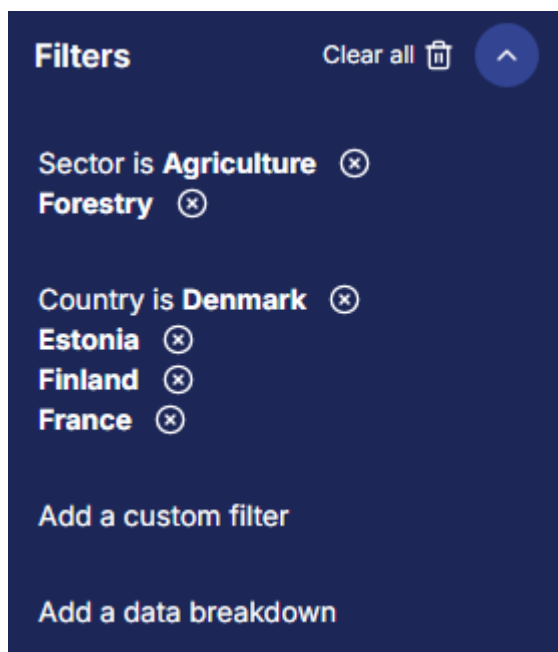 Filters
Clear all
Sector is Agriculture
Forestry
Country is Denmark
Estonia
Finland
France
Add a custom filter
Add a data breakdown